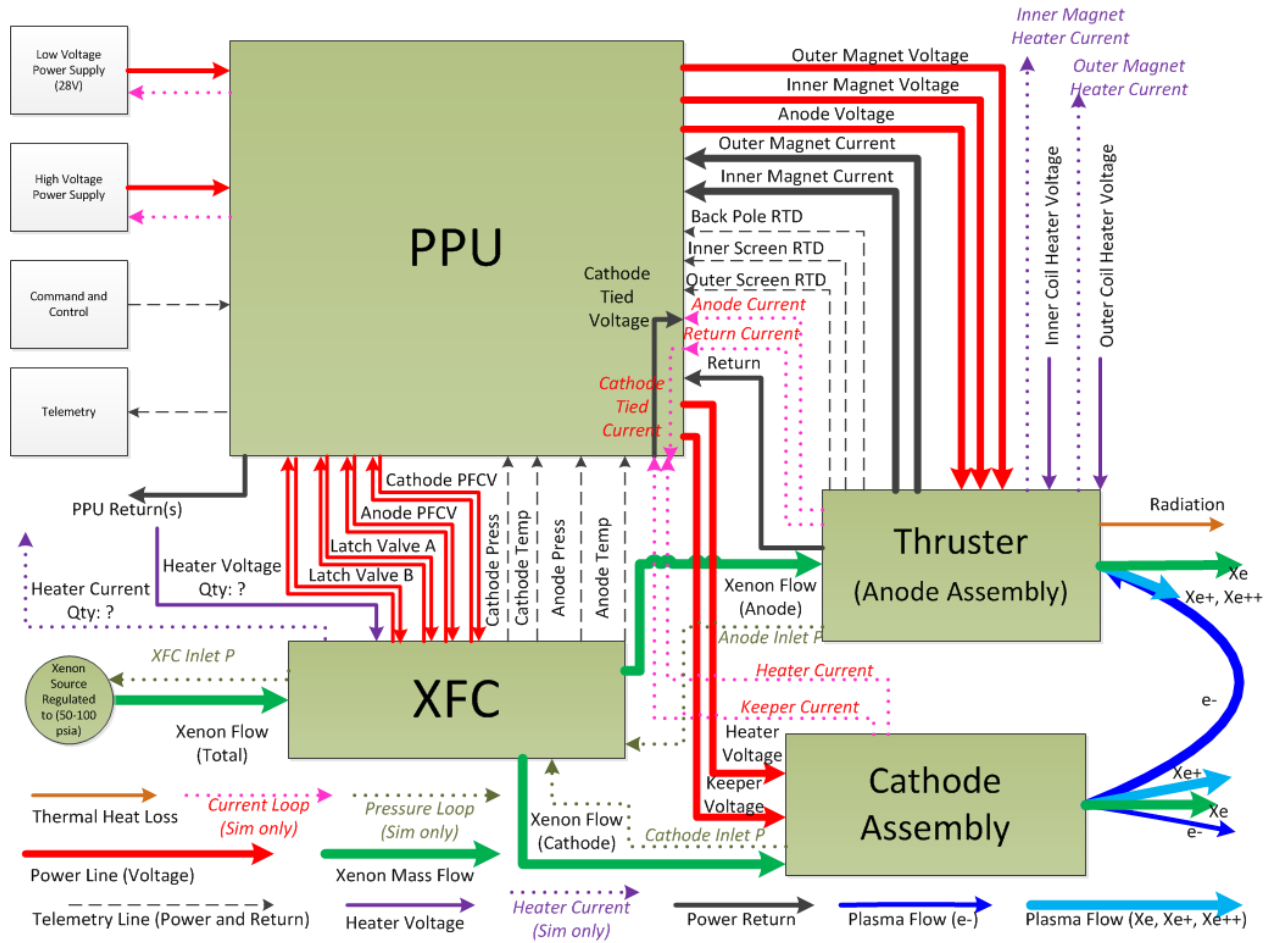 Inner Magnet
Heater Current
Outer Magnet
Heater Current
Low Voltage
Power Supply
(28V)
High Voltage
Power Supply
Command and
Control
Telemetry
PPU
Cathode
Tied
Voltage
Cathode
Tied
Current
Outer Magnet Voltage
Inner Magnet Voltage
Anode Voltage
Outer Magnet Current
Inner Magnet Current
Back Pole RTD
Inner Screen RTD
Outer Screen RTD
Anode Current
Return Current
Return
Inner Coil Heater Voltage
Outer Coil Heater Voltage
PPU Return(s)
Heater Current
Qty: ?
Heater Voltage
Qty: ?
Cathode PFCV
Anode PFCV
Latch Valve A
Latch Valve B
Cathode Press
Cathode Temp
Anode Press
Anode Temp
Thruster
(Anode Assembly)
Radiation
Xe
Xe+, Xe++
e-
Xenon Flow
(Anode)
Anode Inlet P
XFC Inlet P
Xenon
Source
Regulated
to (50-100
psia)
Xenon Flow
(Total)
XFC
Heater Current
Keeper Current
Heater
Voltage
Keeper
Voltage
Cathode
Assembly
Xe+
Xe
e-
Xenon Flow
(Cathode)
Cathode Inlet P
Thermal Heat Loss
Current Loop
(Sim only)
Pressure Loop
(Sim only)
Power Line (Voltage)
Xenon Mass Flow
Telemetry Line (Power and Return)
Heater Voltage
Heater Current
(Sim only)
Power Return
Plasma Flow (e-)
Plasma Flow (Xe, Xe+, Xe++)